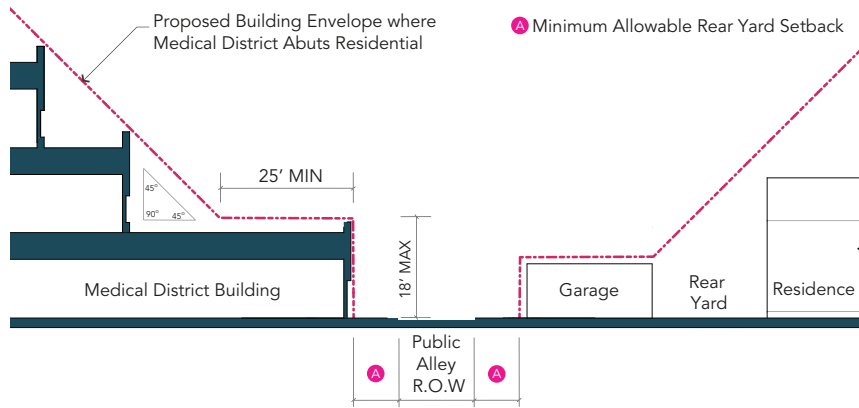 Proposed Building Envelope where
Medical District Abuts Residential
A Minimum Allowable Rear Yard Setback
25’ MIN
45°
90°
45°
18’ MAX
Medical District Building
Garage
Rear
Yard
Residence
A
Public
Alley
R.O.W
A